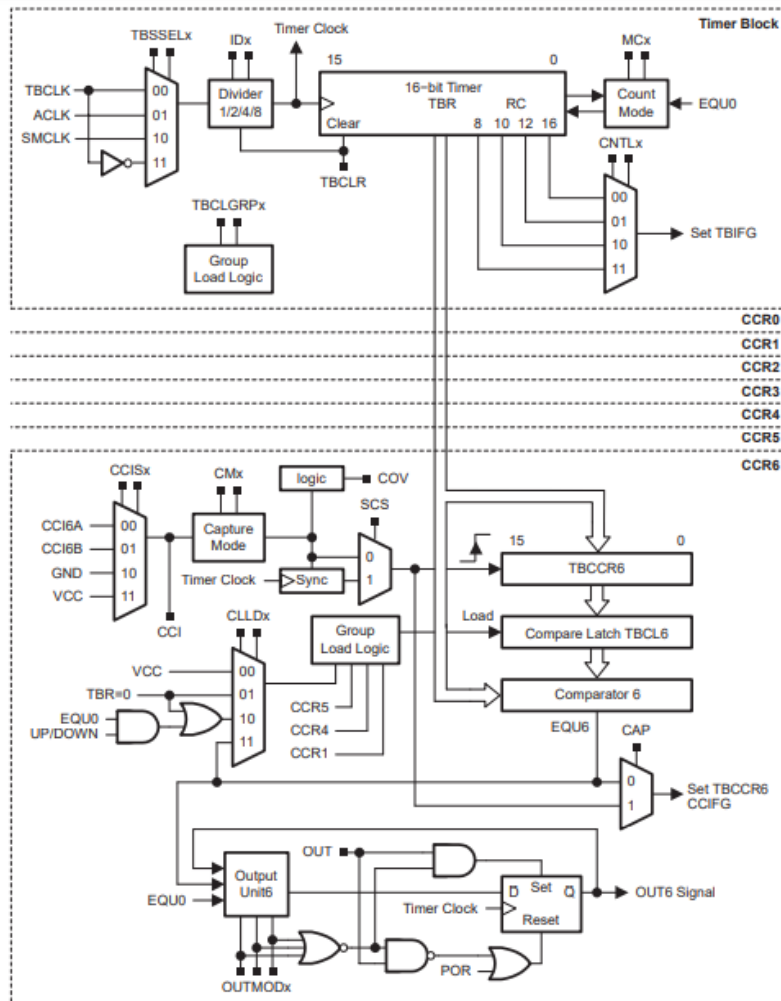 Timer Block
TBSSELx
IDx
Timer Clock
15
0
MCx
TBCLK
00
ACLK
01
SMCLK
10
11
Divider
1/2/4/8
16-bit Timer
TBR
RC
8 10 12 16
Clear
Count
Mode
EQU0
TBCLR
CNTLx
00
01
10
11
Set TBIFG
TBCLGRPx
Group
Load Logic
CCR0
CCR1
CCR2
CCR3
CCR4
CCR5
CCR6
CCISx
CMx
logic
COV
SCS
CCI6A
00
CCI6B
01
GND
10
VCC
11
Capture
Mode
0
1
15
0
TBCCR6
Timer Clock
Sync
CCI
CLLDx
Group
Load Logic
Load
Compare Latch TBCL6
VCC
00
TBR=0
01
EQU0
10
UP/DOWN
11
CCR5
CCR4
CCR1
Comparator 6
EQU6
CAP
0
1
Set TBCCR6
CCIFG
OUT
Output
Unit6
EQU0
D Set Q
Timer Clock
Reset
OUT6 Signal
POR
OUTMODx